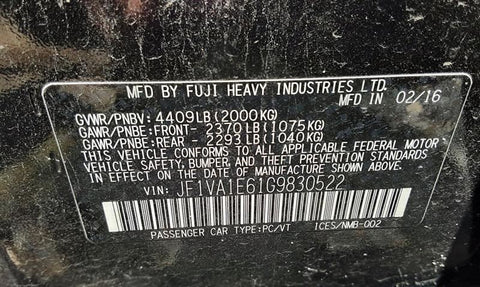 MFD BY FUJI HEAVY INDUSTRIES LTD.
MFD IN 02/16
GVWR/PNBV: 4409LB(2000KG)
GAWR/PNBE:FRONT- 2370LB(1075KG)
GAWR/PNBE:REAR - 2293LB(1040KG)
THIS VEHICLE CONFORMS TO ALL APPLICABLE FEDERAL MOTOR
VEHICLE SAFETY, BUMPER, AND THEFT PREVENTION STANDARDS
IN EFFECT ON THE DATE OF MANUFACTURE SHOWN ABOVE.
VIN: JF1VA1E61G9830522
PASSENGER CAR TYPE:PC/VT ICES/NMB-002